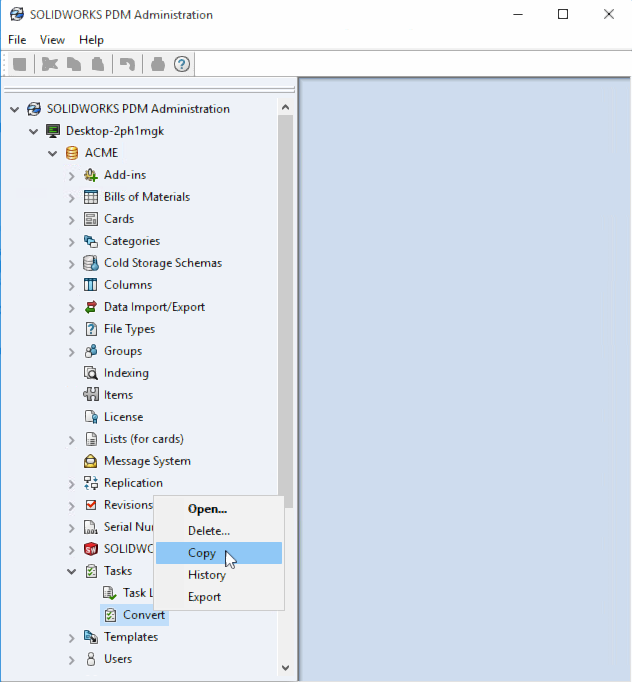 SOLIDWORKS PDM Administration
File View Help
SOLIDWORKS PDM Administration
Desktop-2ph1mgk
ACME
Add-ins
Bills of Materials
Cards
Categories
Cold Storage Schemas
Columns
Data Import/Export
File Types
Groups
Indexing
Items
License
Lists (for cards)
Message System
Replication
Revisions
Open...
Serial Nu
Delete...
SOLIDWO
Copy
Tasks
History
Task L
Export
Convert
Templates
Users